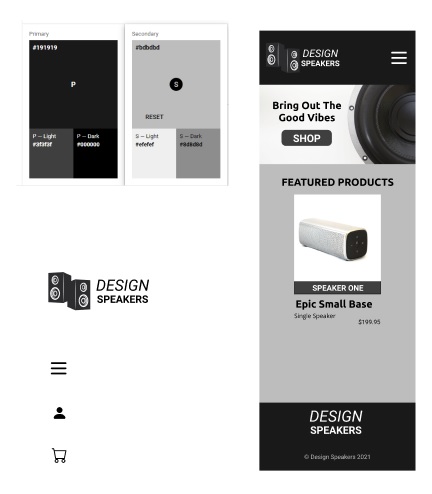 Primary
#191919
P
P — Light
#3f3f3f
P — Dark
#000000
Secondary
#bdbdbd
S
RESET
S — Light
#efefef
S — Dark
#8d8d8d
DESIGN
SPEAKERS
DESIGN
SPEAKERS
Bring Out The
Good Vibes
SHOP
FEATURED PRODUCTS
SPEAKER ONE
Epic Small Base
Single Speaker
$199.95
DESIGN
SPEAKERS
© Design Speakers 2021